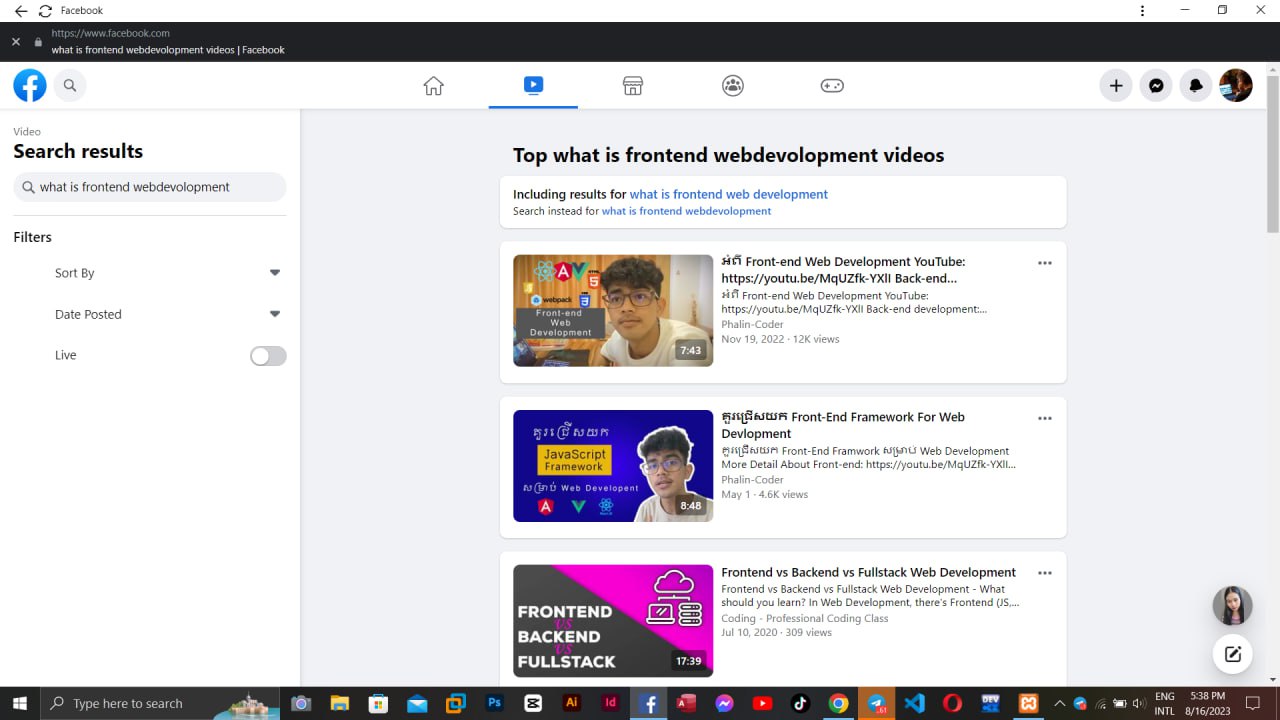 Facebook
https://www.facebook.com
what is frontend webdevolopment videos | Facebook
Video
Search results
what is frontend webdevolopment
Filters
Sort By
Date Posted
Live
Top what is frontend webdevolopment videos
Including results for what is frontend web development
Search instead for what is frontend webdevolopment
HTML
webpack
Front-end
Web
Development
7:43
អំពី Front-end Web Development YouTube:
https://youtu.be/MqUZfk-YXlI Back-end...
អំពី Front-end Web Development YouTube:
https://youtu.be/MqUZfk-YXlI Back-end development:...
Phalin-Coder
Nov 19, 2022 · 12K views
គួរជ្រើសយក
JavaScript
Framework
សម្រាប់ Web Developent
8:48
គួរជ្រើសយក Front-End Framework For Web
Devlopment
គួរជ្រើសយក Front-End Framwork សម្រាប់ Web Development
More Detail About Front-end: https://youtu.be/MqUZfk-YXlI...
Phalin-Coder
May 1 · 4.6K views
FRONTEND
VS
BACKEND
VS
FULLSTACK
17:39
Frontend vs Backend vs Fullstack Web Development
Frontend vs Backend vs Fullstack Web Development - What
should you learn? In Web Development, there's Frontend (JS,...
Coding - Professional Coding Class
Jul 10, 2020 · 309 views
Type here to search
Ps
Ai
Id
DEV
ENG
INTL
5:38 PM
8/16/2023